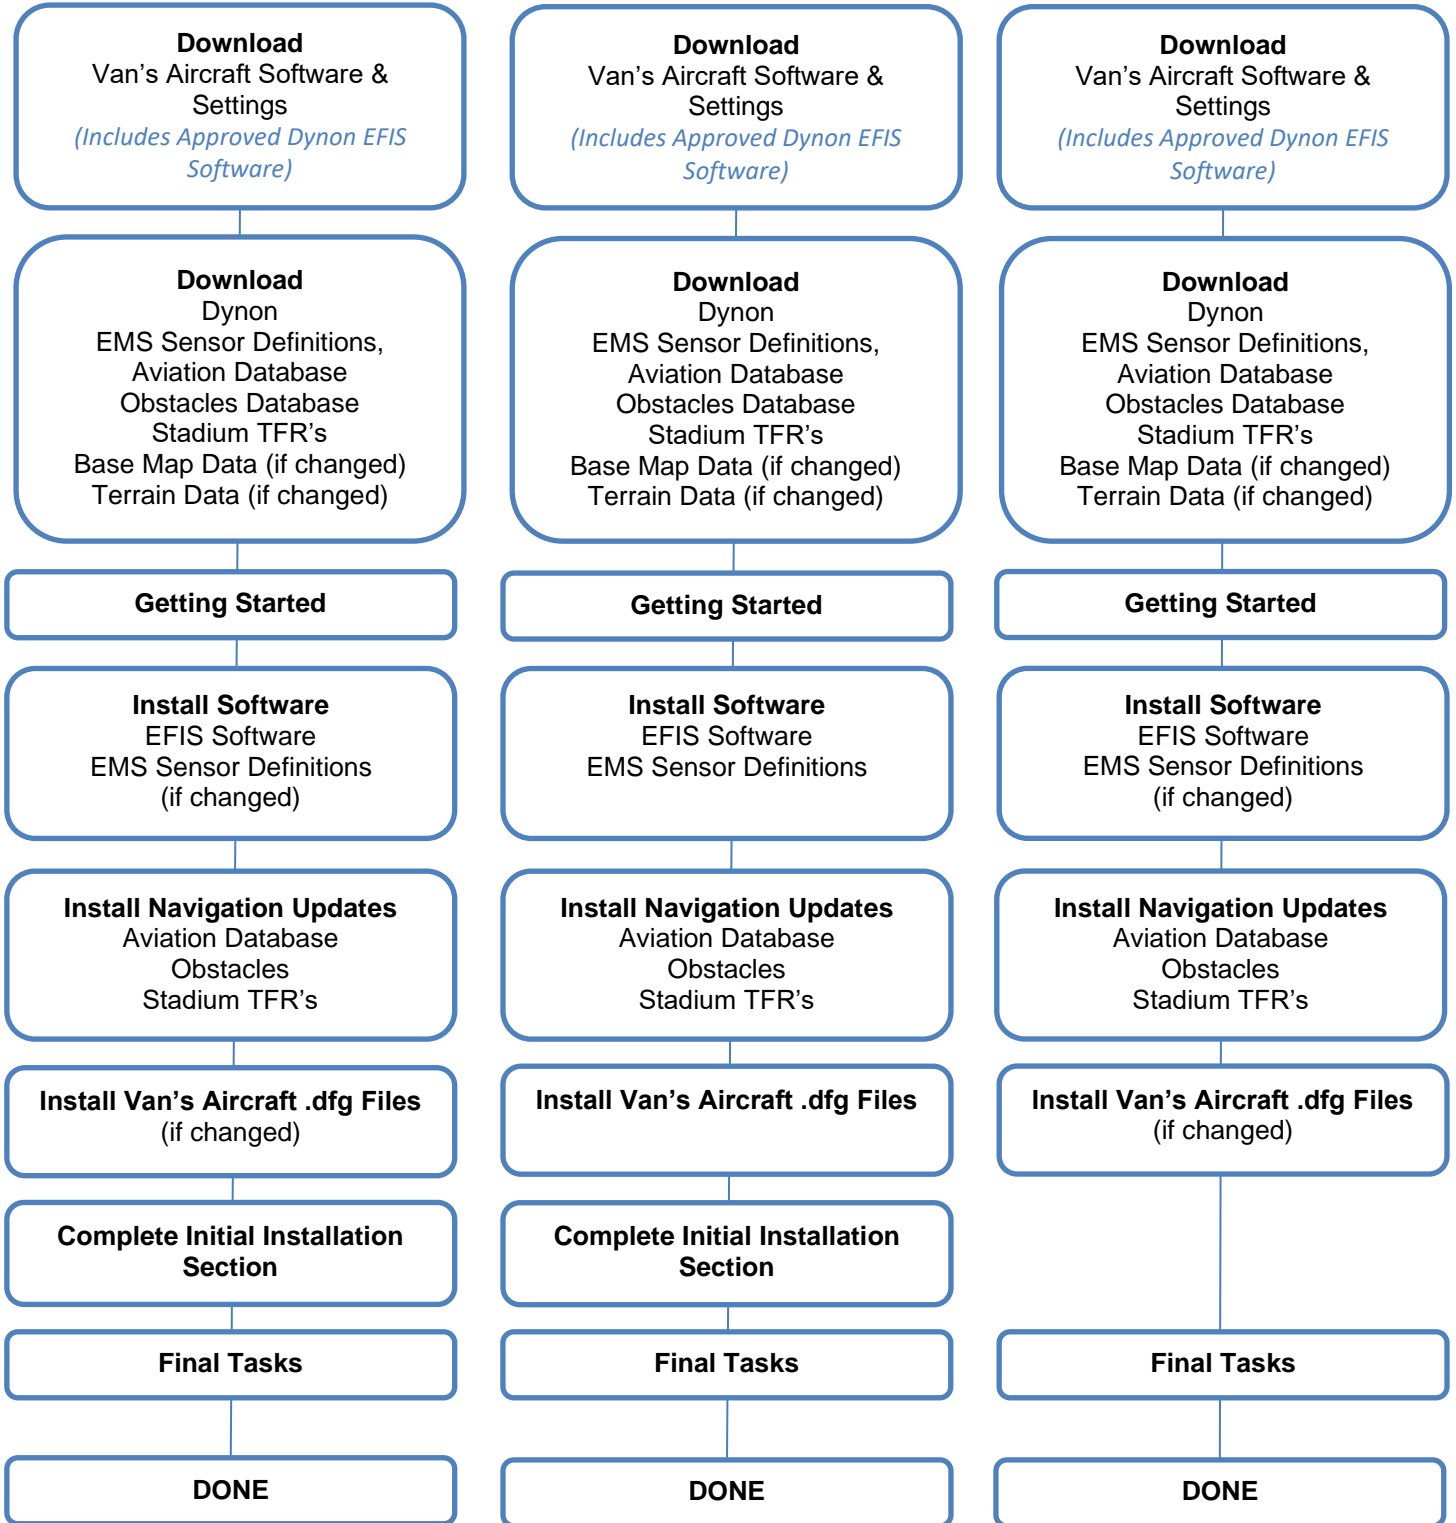 Download
Van’s Aircraft Software &
Settings
(Includes Approved Dynon EFIS
Software)
Download
Dynon
EMS Sensor Definitions,
Aviation Database
Obstacles Database
Stadium TFR’s
Base Map Data (if changed)
Terrain Data (if changed)
Getting Started
Install Software
EFIS Software
EMS Sensor Definitions
(if changed)
Install Navigation Updates
Aviation Database
Obstacles
Stadium TFR’s
Install Van’s Aircraft .dfg Files
(if changed)
Complete Initial Installation
Section
Final Tasks
DONE
Download
Van’s Aircraft Software &
Settings
(Includes Approved Dynon EFIS
Software)
Download
Dynon
EMS Sensor Definitions,
Aviation Database
Obstacles Database
Stadium TFR’s
Base Map Data (if changed)
Terrain Data (if changed)
Getting Started
Install Software
EFIS Software
EMS Sensor Definitions
Install Navigation Updates
Aviation Database
Obstacles
Stadium TFR’s
Install Van’s Aircraft .dfg Files
Complete Initial Installation
Section
Final Tasks
DONE
Download
Van’s Aircraft Software &
Settings
(Includes Approved Dynon EFIS
Software)
Download
Dynon
EMS Sensor Definitions,
Aviation Database
Obstacles Database
Stadium TFR’s
Base Map Data (if changed)
Terrain Data (if changed)
Getting Started
Install Software
EFIS Software
EMS Sensor Definitions
(if changed)
Install Navigation Updates
Aviation Database
Obstacles
Stadium TFR’s
Install Van’s Aircraft .dfg Files
(if changed)
Final Tasks
DONE